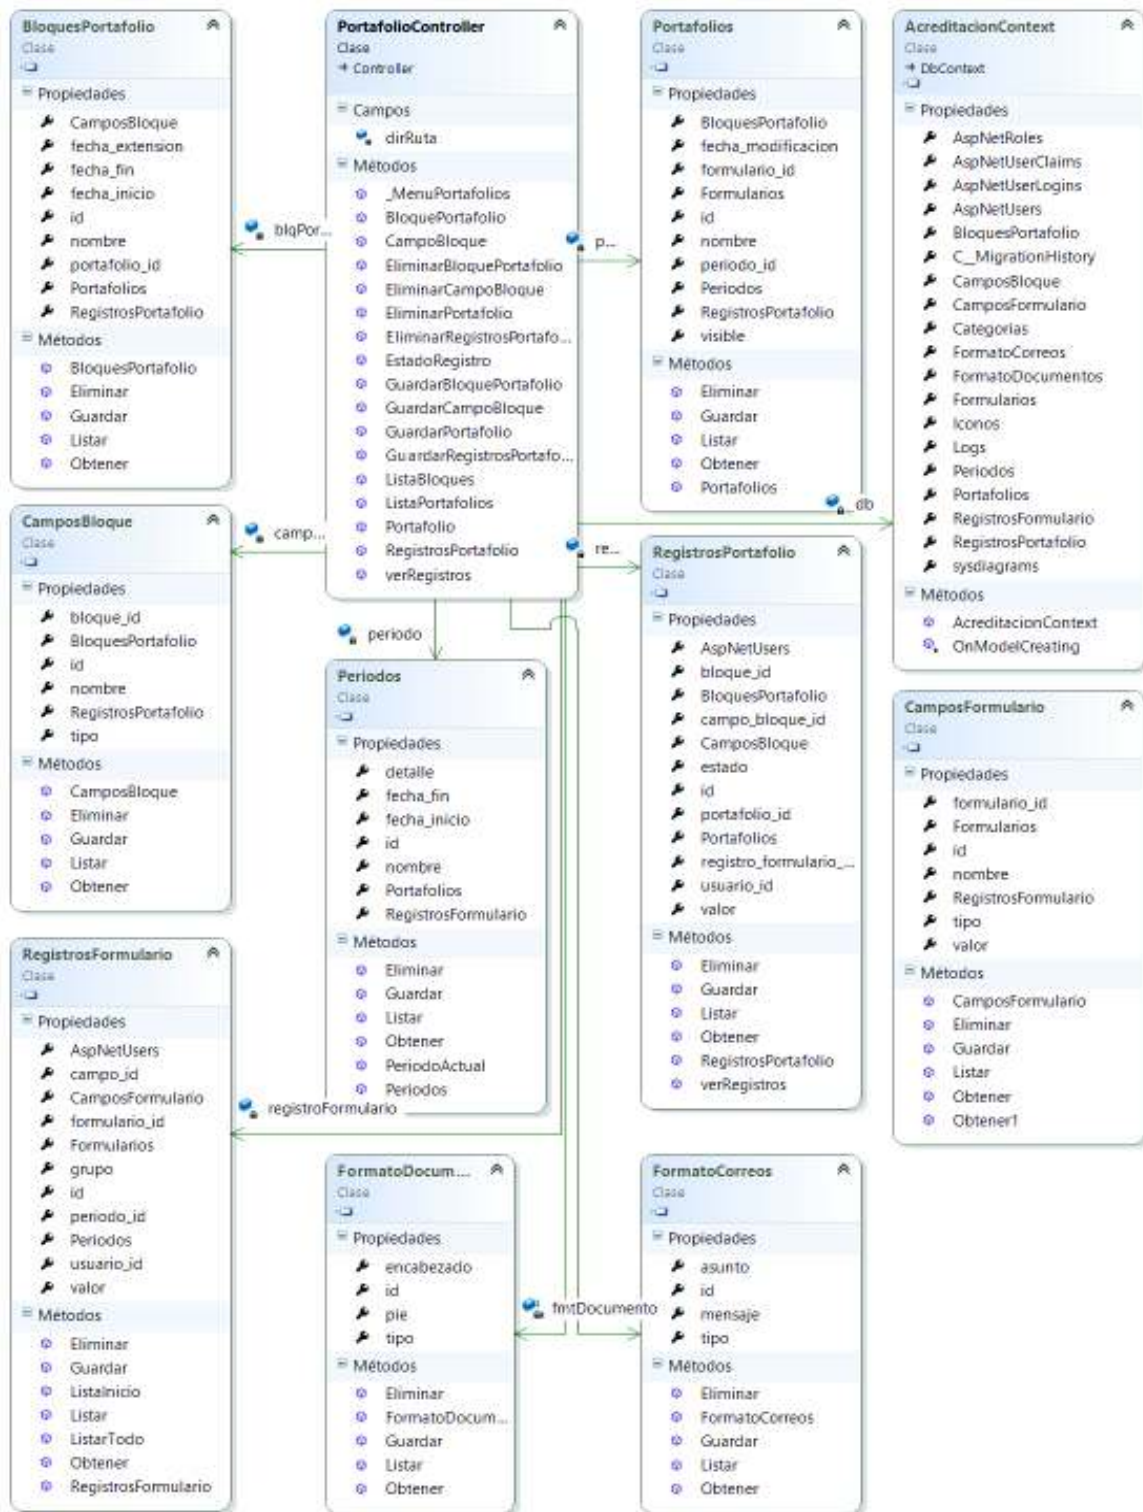 BloquesPortafolio
Clase
Propiedades
CamposBloque
fecha_extension
fecha_fin
fecha_inicio
id
nombre
portafolio_id
Portafolios
RegistrosPortafolio
Métodos
BloquesPortafolio
Eliminar
Guardar
Listar
Obtener
PortafolioController
Clase
Controller
Campos
dirRuta
Métodos
_MenuPortafolios
BloquePortafolio
CampoBloque
EliminarBloquePortafolio
EliminarCampoBloque
EliminarPortafolio
EliminarRegistrosPortafo...
EstadoRegistro
GuardarBloquePortafolio
GuardarCampoBloque
GuardarPortafolio
GuardarRegistrosPortafo...
ListaBloques
ListaPortafolios
Portafolio
RegistrosPortafolio
verRegistros
Portafolios
Clase
Propiedades
BloquesPortafolio
fecha_modificacion
formulario_id
Formularios
id
nombre
periodo_id
Periodos
RegistrosPortafolio
visible
Métodos
Eliminar
Guardar
Listar
Obtener
Portafolios
AcreditacionContext
Clase
DbContext
Propiedades
AspNetRoles
AspNetUserClaims
AspNetUserLogins
AspNetUsers
BloquesPortafolio
C__MigrationHistory
CamposBloque
CamposFormulario
Categorias
FormatoCorreos
FormatoDocumentos
Formularios
Iconos
Logs
Periodos
Portafolios
RegistrosFormulario
RegistrosPortafolio
sysdiagrams
Métodos
AcreditacionContext
OnModelCreating
blqPor...
p...
_db
camp...
re...
periodo
registroFormulario
fmtDocumento
CamposBloque
Clase
Propiedades
bloque_id
BloquesPortafolio
id
nombre
RegistrosPortafolio
tipo
Métodos
CamposBloque
Eliminar
Guardar
Listar
Obtener
Periodos
Clase
Propiedades
detalle
fecha_fin
fecha_inicio
id
nombre
Portafolios
RegistrosFormulario
Métodos
Eliminar
Guardar
Listar
Obtener
PeriodoActual
Periodos
RegistrosPortafolio
Clase
Propiedades
AspNetUsers
bloque_id
BloquesPortafolio
campo_bloque_id
CamposBloque
estado
id
portafolio_id
Portafolios
registro_formulario_...
usuario_id
valor
Métodos
Eliminar
Guardar
Listar
Obtener
RegistrosPortafolio
verRegistros
CamposFormulario
Clase
Propiedades
formulario_id
Formularios
id
nombre
RegistrosFormulario
tipo
valor
Métodos
CamposFormulario
Eliminar
Guardar
Listar
Obtener
Obtener1
RegistrosFormulario
Clase
Propiedades
AspNetUsers
campo_id
CamposFormulario
formulario_id
Formularios
grupo
id
periodo_id
Periodos
usuario_id
valor
Métodos
Eliminar
Guardar
ListaInicio
Listar
ListarTodo
Obtener
RegistrosFormulario
FormatoDocum...
Clase
Propiedades
encabezado
id
pie
tipo
Métodos
Eliminar
FormatoDocum...
Guardar
Listar
Obtener
FormatoCorreos
Clase
Propiedades
asunto
id
mensaje
tipo
Métodos
Eliminar
FormatoCorreos
Guardar
Listar
Obtener